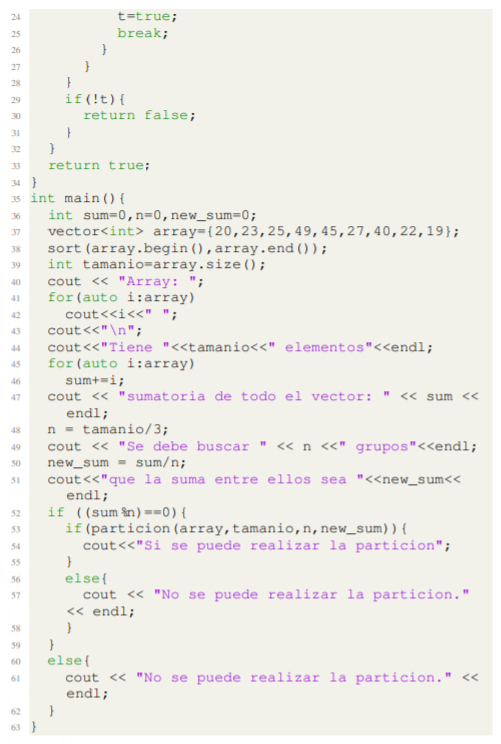 24 t=true;
25 break;
26 }
27 }
28 }
29 if(!t){
30 return false;
31 }
32 }
33 return true;
34 }
35 int main(){
36 int sum=0,n=0,new_sum=0;
37 vector<int> array={20,23,25,49,45,27,40,22,19};
38 sort(array.begin(),array.end());
39 int tamanio=array.size();
40 cout << "Array: ";
41 for(auto i:array)
42 cout<<i<<" ";
43 cout<<"\n";
44 cout<<"Tiene "<<tamanio<<" elementos"<<endl;
45 for(auto i:array)
46 sum+=i;
47 cout << "sumatoria de todo el vector: " << sum <<
endl;
48 n = tamanio/3;
49 cout << "Se debe buscar " << n <<" grupos"<<endl;
50 new_sum = sum/n;
51 cout<<"que la suma entre ellos sea "<<new_sum<<
endl;
52 if ((sum%n)==0){
53 if(particion(array,tamanio,n,new_sum)){
54 cout<<"Si se puede realizar la particion";
55 }
56 else{
57 cout << "No se puede realizar la particion."
<< endl;
58 }
59 }
60 else{
61 cout << "No se puede realizar la particion." <<
endl;
62 }
63 }